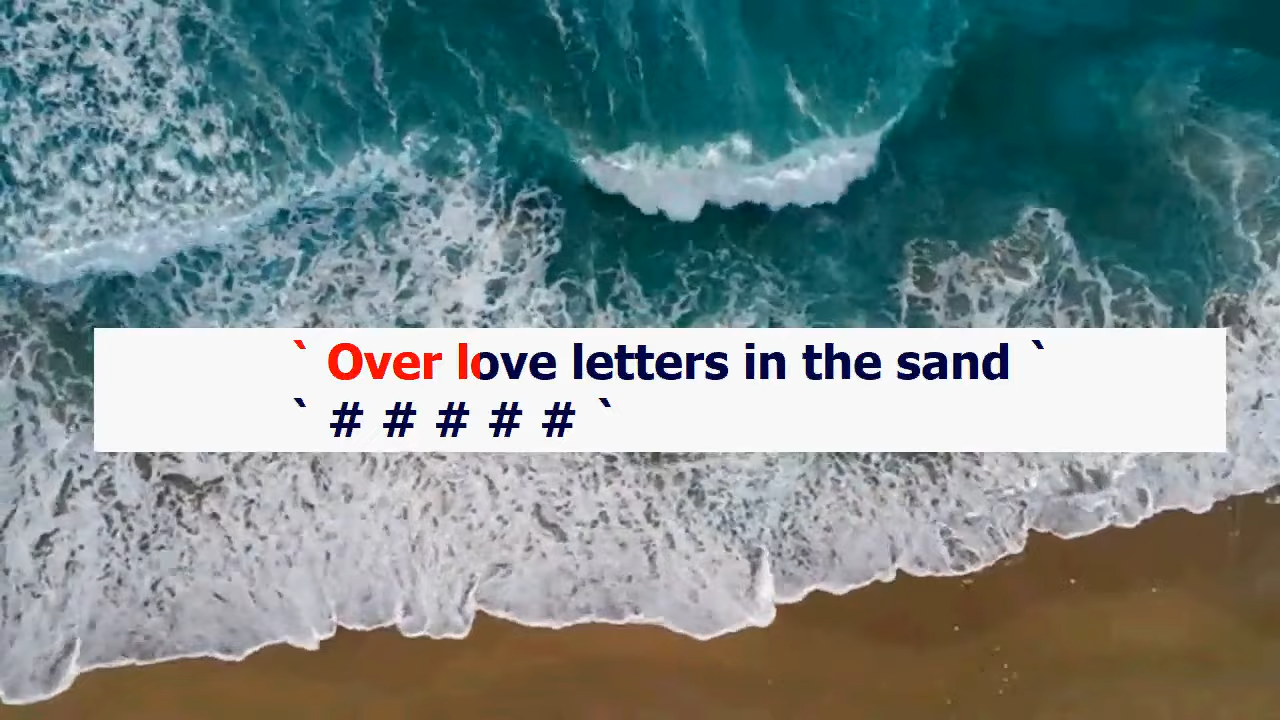 ` Over love letters in the sand `
` # # # # # `